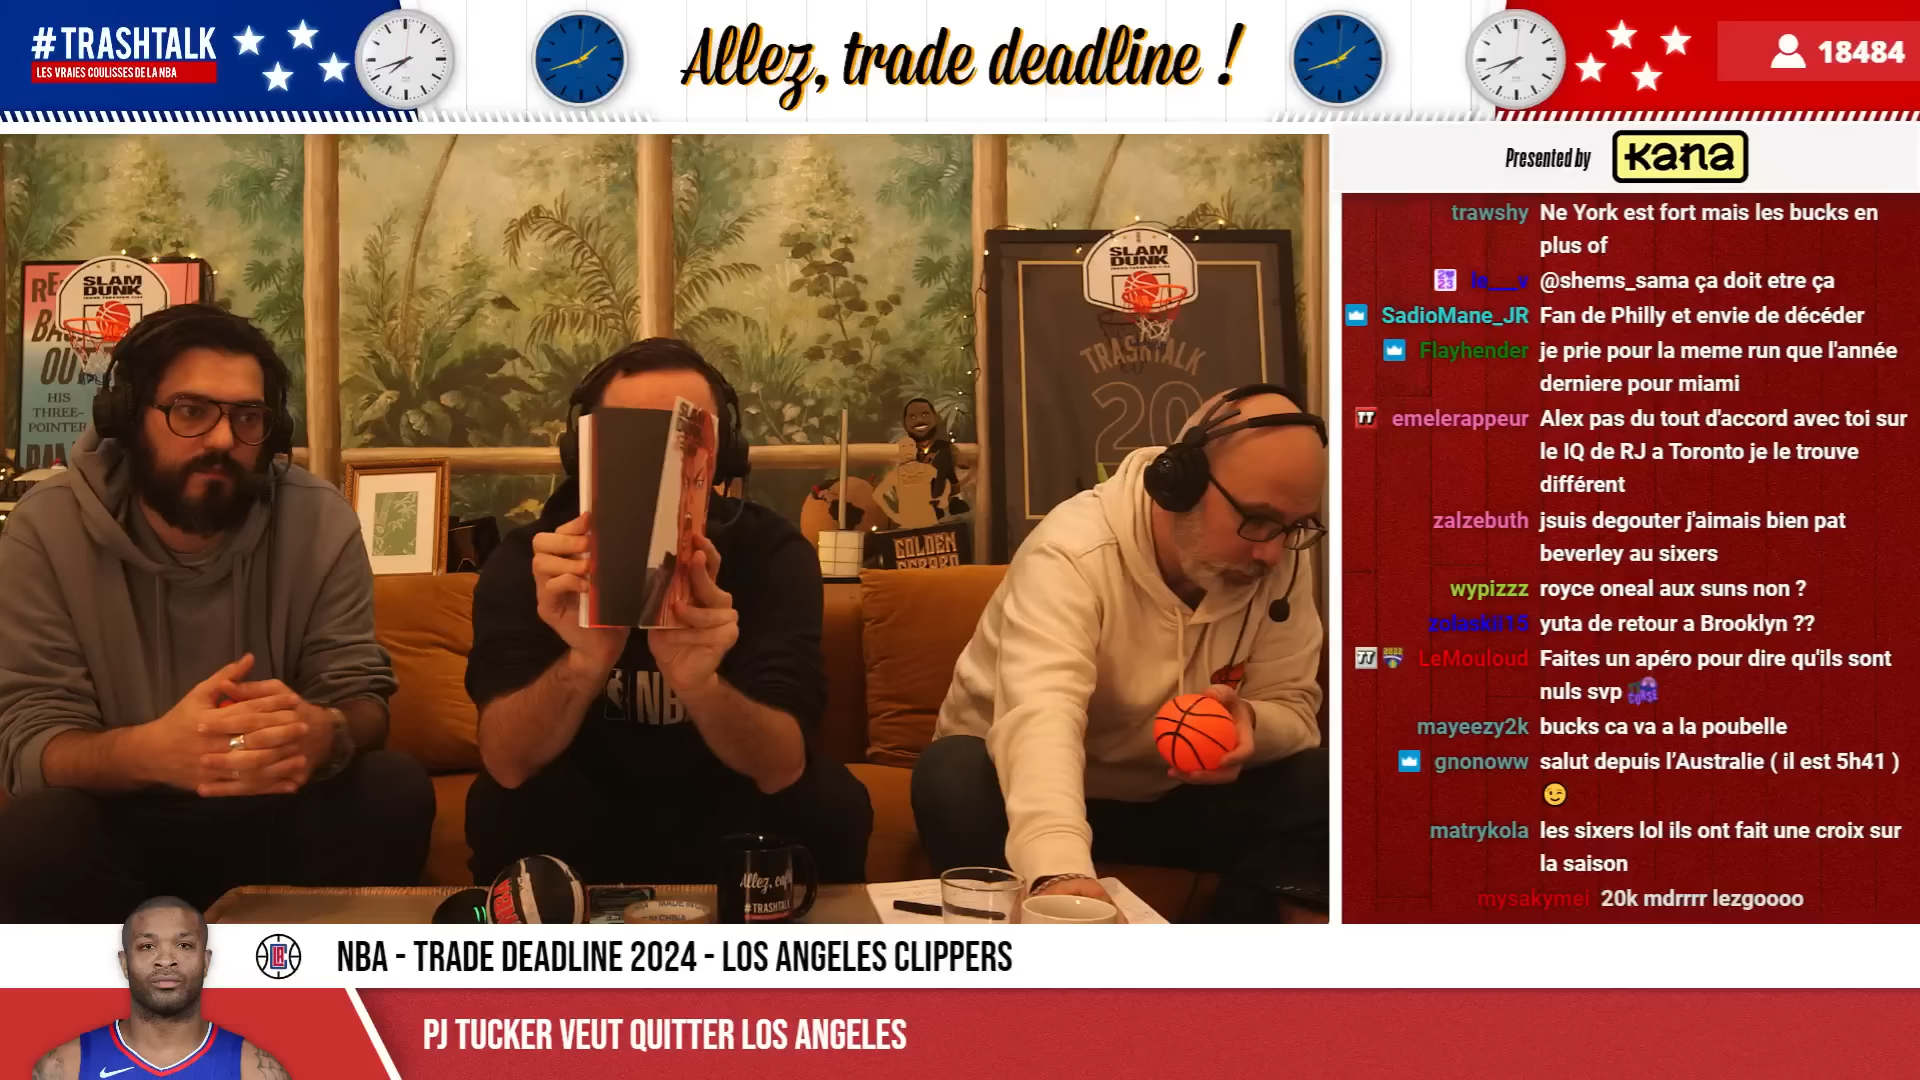 #TRASHTALK
LES VRAIES COULISSES DE LA NBA
Allez, trade deadline !
18484
Presented by
kana
trawshy Ne York est fort mais les bucks en
plus of
@shems_sama ça doit etre ça
SadioMane_JR Fan de Philly et envie de décéder
Flayhender je prie pour la meme run que l'année
derniere pour miami
emelerappeur Alex pas du tout d'accord avec toi sur
le IQ de RJ a Toronto je le trouve
différent
zalzebuth jsuis degouter j'aimais bien pat
beverley au sixers
wypizzz royce oneal aux suns non ?
zolaskii15 yuta de retour a Brooklyn ??
LeMouloud Faites un apéro pour dire qu'ils sont
nuls svp
mayeezy2k bucks ca va a la poubelle
gnonoww salut depuis l'Australie ( il est 5h41 )
matrykola les sixers lol ils ont fait une croix sur
la saison
mysakymei 20k mdrrrr lezgoooo
SLAM
DUNK
HIS
THREE-
POINTER
SLAM
DUNK
TRASHTALK
20
GOLDEN
NBA
Allez,
#TRASHTALK
NBA - TRADE DEADLINE 2024 - LOS ANGELES CLIPPERS
PJ TUCKER VEUT QUITTER LOS ANGELES